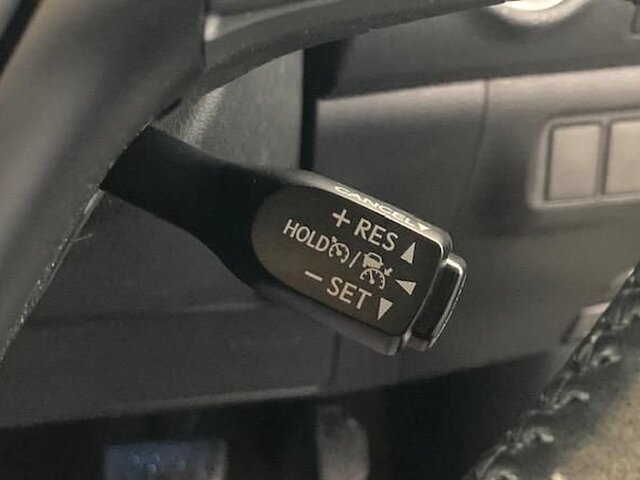 CANCEL
+ RES
HOLD /
− SET